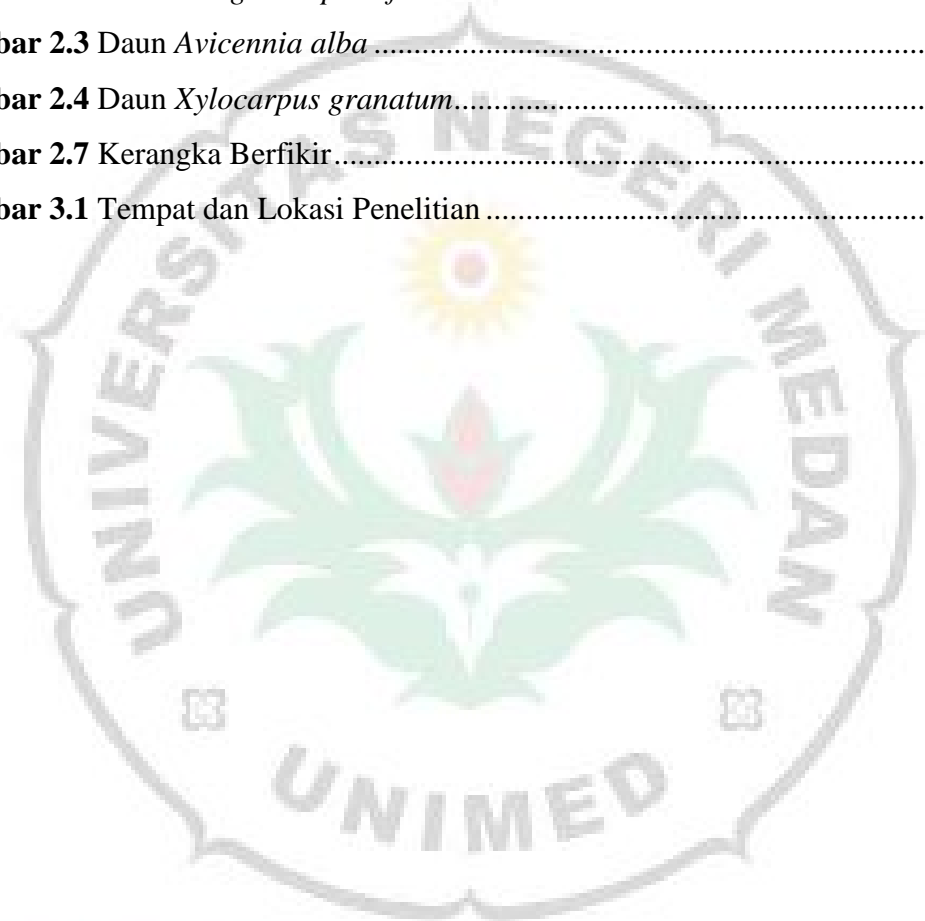 bar 2.3 Daun Avicennia alba ..........................................................................
bar 2.4 Daun Xylocarpus granatum..............................................................
bar 2.7 Kerangka Berfikir..............................................................................
bar 3.1 Tempat dan Lokasi Penelitian ..........................................................
UNIVERSITAS NEGERI MEDAN
UNIMED